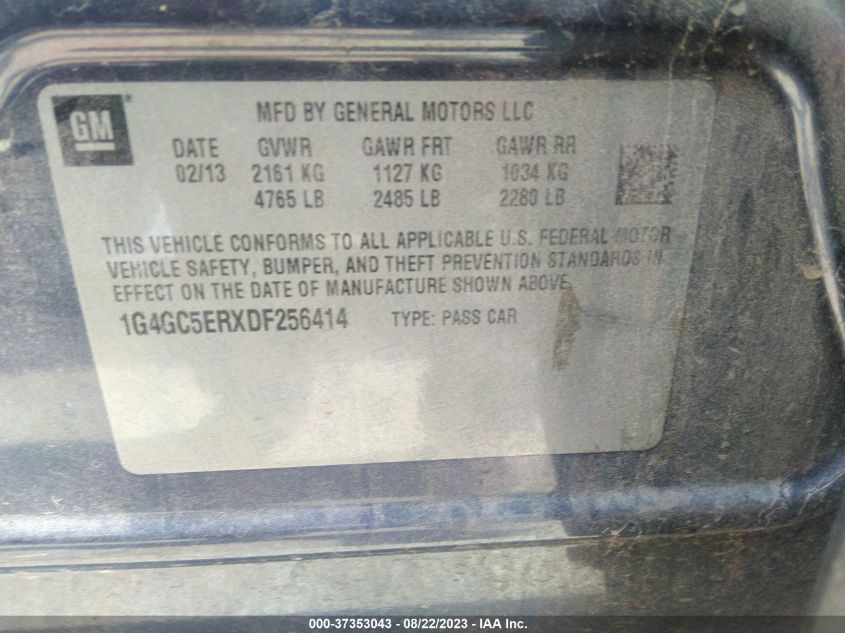 GM
MFD BY GENERAL MOTORS LLC
DATE GVWR GAWR FRT GAWR RR
02/13 2161 KG 1127 KG 1034 KG
4765 LB 2485 LB 2280 LB
THIS VEHICLE CONFORMS TO ALL APPLICABLE U.S. FEDERAL MOTOR
VEHICLE SAFETY, BUMPER, AND THEFT PREVENTION STANDARDS IN
EFFECT ON THE DATE OF MANUFACTURE SHOWN ABOVE
1G4GC5ERXDF256414 TYPE: PASS CAR
000-37353043 - 08/22/2023 - IAA Inc.